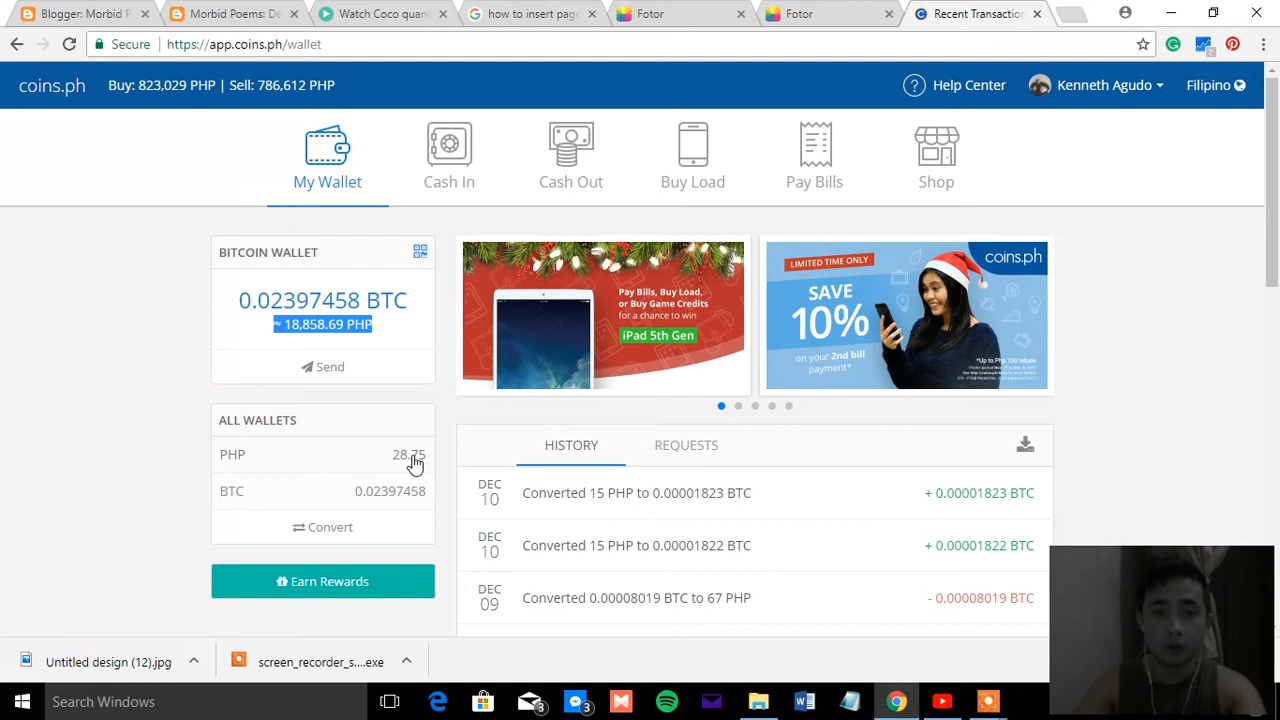 Blogger: Morbid P
Morbid Poems: De
Watch Coco quan
how to insert page
Fotor
Fotor
Recent Transaction
Secure
https://app.coins.ph/wallet
coins.ph
Buy: 823,029 PHP | Sell: 786,612 PHP
Help Center
Kenneth Agudo
Filipino
My Wallet
Cash In
Cash Out
Buy Load
Pay Bills
Shop
BITCOIN WALLET
0.02397458 BTC
≈ 18,858.69 PHP
Send
ALL WALLETS
PHP 28.75
BTC 0.02397458
Convert
Earn Rewards
Pay Bills, Buy Load,
or Buy Game Credits
for a chance to win
iPad 5th Gen
LIMITED TIME ONLY
coins.ph
SAVE
10%
on your 2nd bill
payment*
HISTORY
REQUESTS
DEC
10
Converted 15 PHP to 0.00001823 BTC
+ 0.00001823 BTC
DEC
10
Converted 15 PHP to 0.00001822 BTC
+ 0.00001822 BTC
DEC
09
Converted 0.00008019 BTC to 67 PHP
- 0.00008019 BTC
Untitled design (12).jpg
screen_recorder_s....exe
Search Windows
3
3